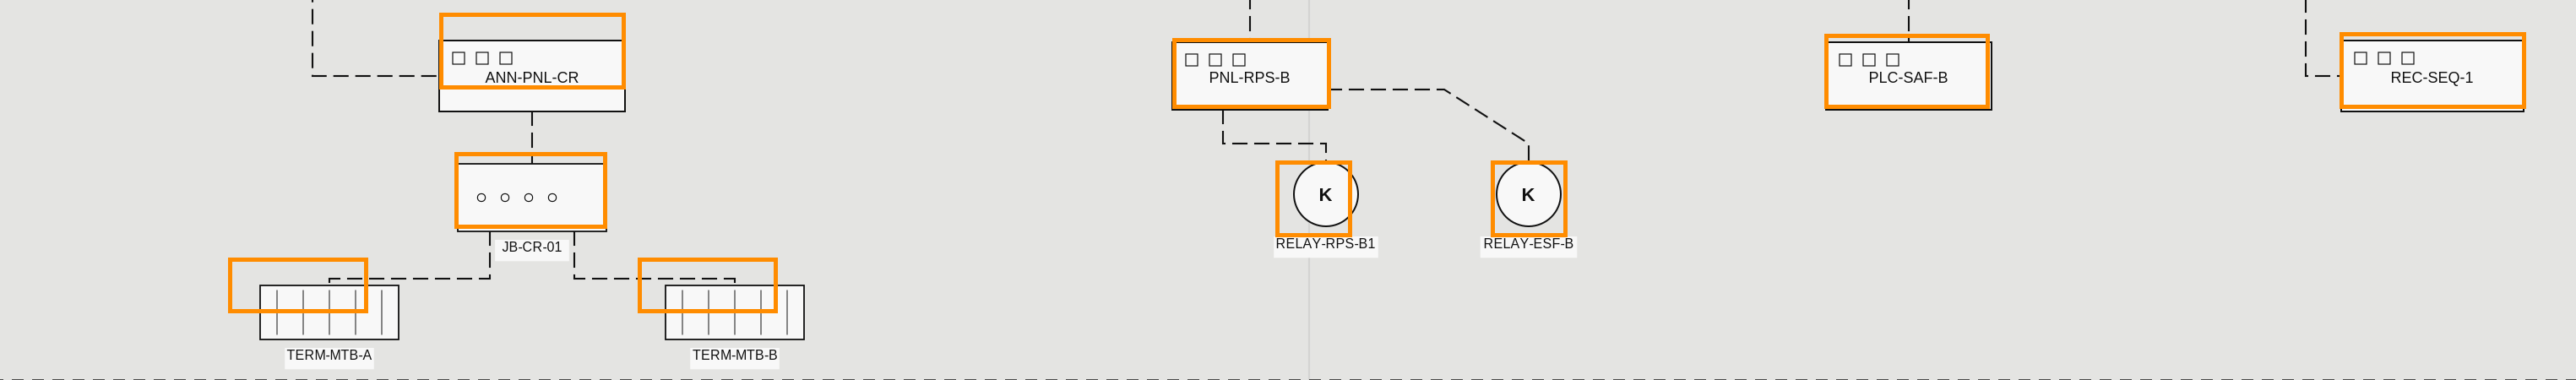 ANN-PNL-CR
PNL-RPS-B
PLC-SAF-B
REC-SEQ-1
K
K
JB-CR-01
RELAY-RPS-B1
RELAY-ESF-B
TERM-MTB-A
TERM-MTB-B